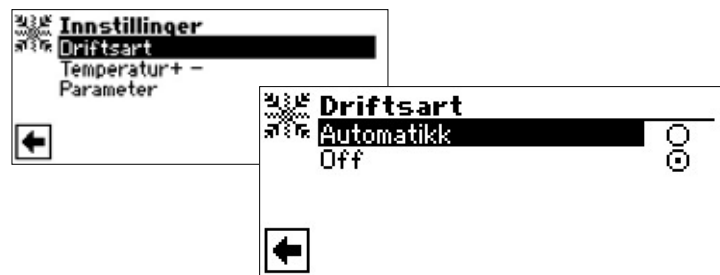 Innstillinger
Driftsart
Temperatur+ -
Parameter
Driftsart
Automatikk
Off